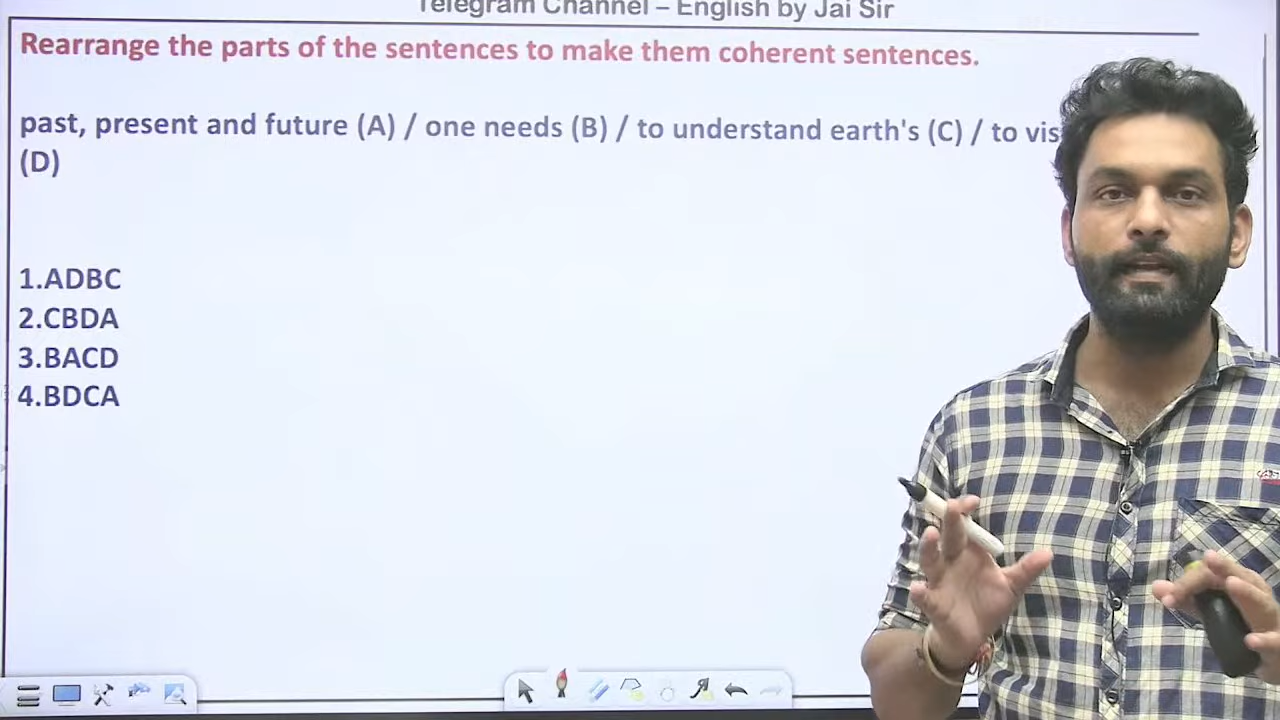 Telegram Channel – English by Jai Sir
Rearrange the parts of the sentences to make them coherent sentences.
past, present and future (A) / one needs (B) / to understand earth's (C) / to
(D)
1.ADBC
2.CBDA
3.BACD
4.BDCA